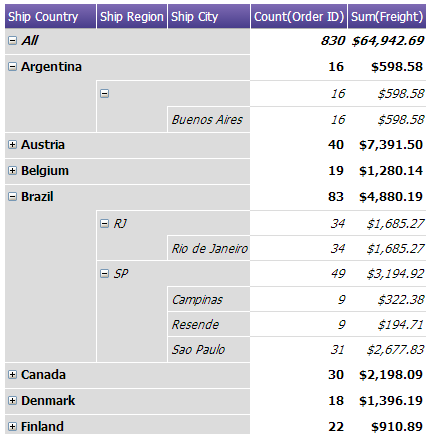 Ship Country Ship Region Ship City Count(Order ID) Sum(Freight)
All 830 $64,942.69
Argentina 16 $598.58
16 $598.58
Buenos Aires 16 $598.58
Austria 40 $7,391.50
Belgium 19 $1,280.14
Brazil 83 $4,880.19
RJ 34 $1,685.27
Rio de Janeiro 34 $1,685.27
SP 49 $3,194.92
Campinas 9 $322.38
Resende 9 $194.71
Sao Paulo 31 $2,677.83
Canada 30 $2,198.09
Denmark 18 $1,396.19
Finland 22 $910.89